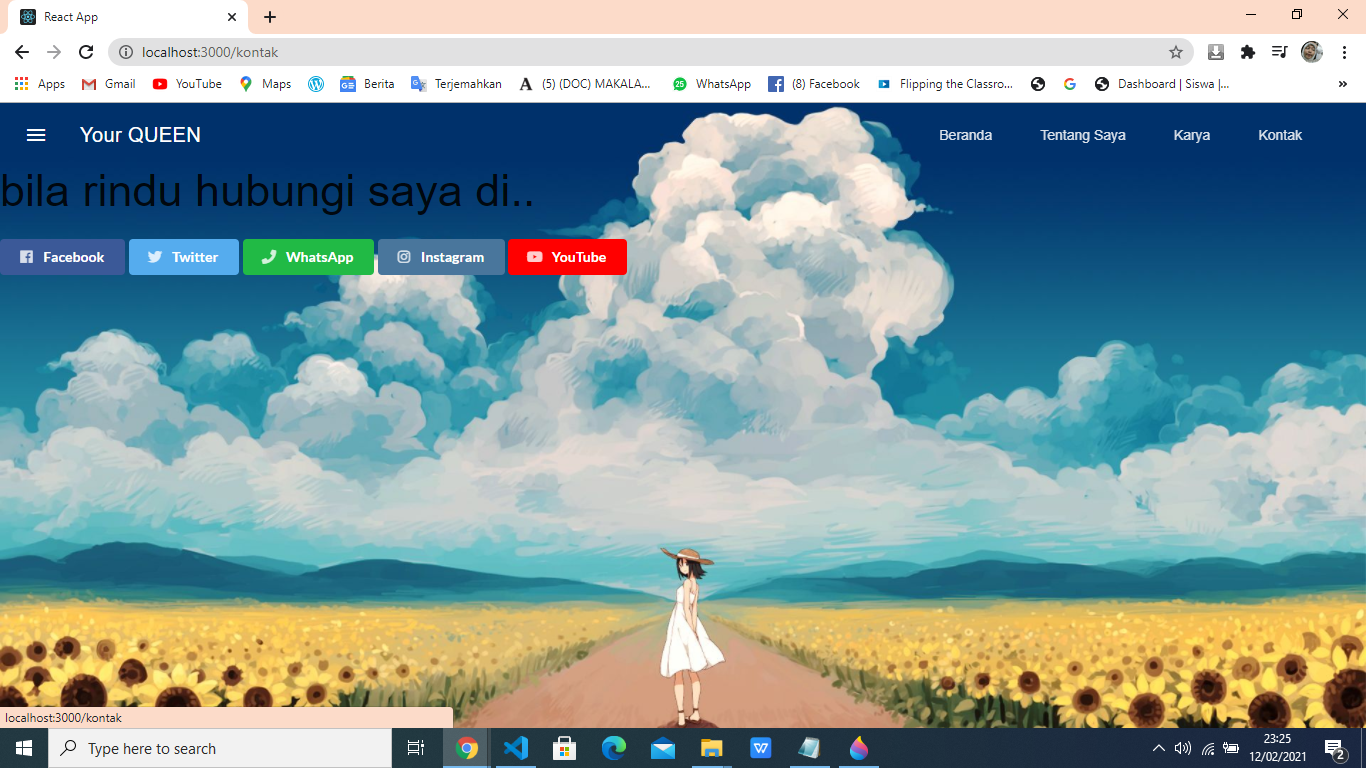 React App
localhost:3000/kontak
Apps Gmail YouTube Maps Berita Terjemahkan (5) (DOC) MAKALA... 25 WhatsApp (8) Facebook Flipping the Classro... Dashboard | Siswa |... »
Your QUEEN Beranda Tentang Saya Karya Kontak
bila rindu hubungi saya di..
Facebook Twitter WhatsApp Instagram YouTube
localhost:3000/kontak
Type here to search
23:25
12/02/2021
2